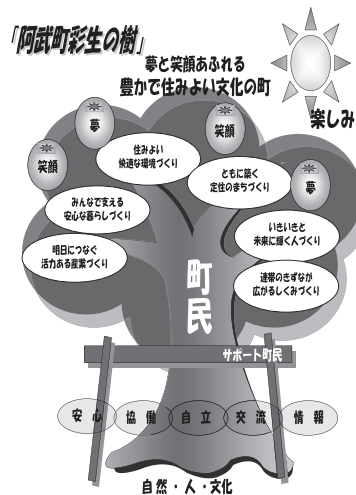 「阿武町彩生の樹」
夢と笑顔あふれる
豊かで住みよい文化の町
楽しみ
夢
笑顔
笑顔
夢
住みよい
快適な環境づくり
ともに築く
定住のまちづくり
みんなで支える
安心な暮らしづくり
いきいきと
未来に輝く人づくり
明日につなぐ
活力ある産業づくり
連帯のきずなが
広がるしくみづくり
町民
サポート町民
安心
協働
自立
交流
情報
自然・人・文化